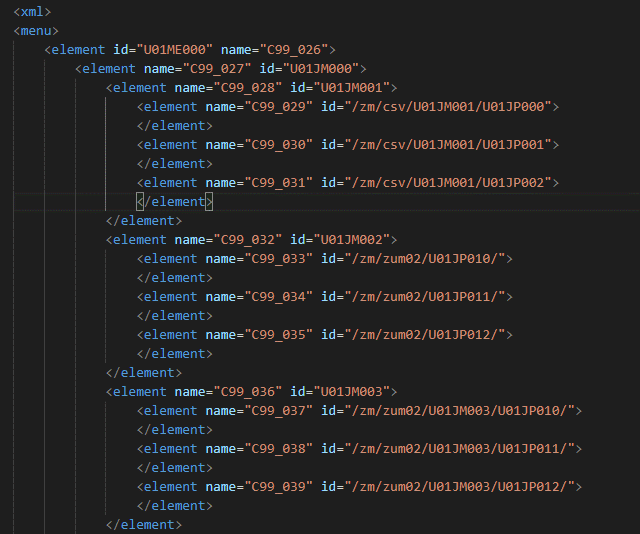 <xml>
<menu>
<element id="U01ME000" name="C99_026">
<element name="C99_027" id="U01JM000">
<element name="C99_028" id="U01JM001">
<element name="C99_029" id="/zm/csv/U01JM001/U01JP000">
</element>
<element name="C99_030" id="/zm/csv/U01JM001/U01JP001">
</element>
<element name="C99_031" id="/zm/csv/U01JM001/U01JP002">
</element>
</element>
<element name="C99_032" id="U01JM002">
<element name="C99_033" id="/zm/zum02/U01JP010/">
</element>
<element name="C99_034" id="/zm/zum02/U01JP011/">
</element>
<element name="C99_035" id="/zm/zum02/U01JP012/">
</element>
</element>
<element name="C99_036" id="U01JM003">
<element name="C99_037" id="/zm/zum02/U01JM003/U01JP010/">
</element>
<element name="C99_038" id="/zm/zum02/U01JM003/U01JP011/">
</element>
<element name="C99_039" id="/zm/zum02/U01JM003/U01JP012/">
</element>
</element>